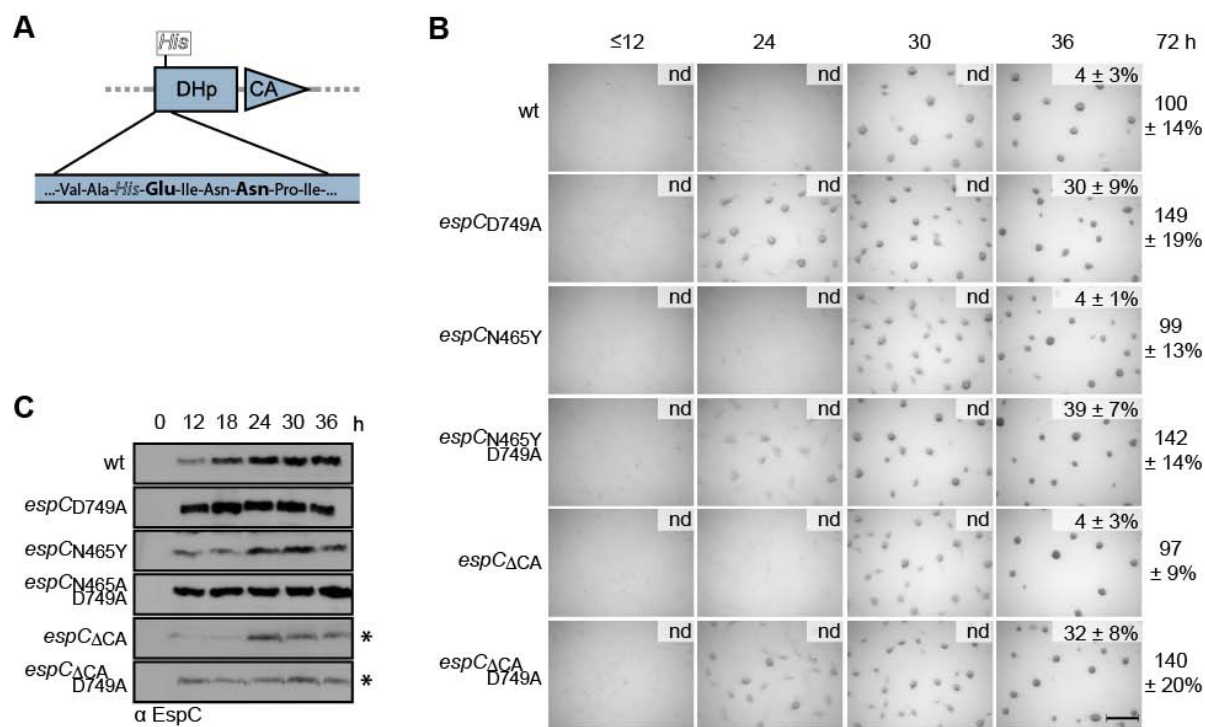 A
His
DHp
CA
...-Val-Ala-His-Glu-Ile-Asn-Asn-Pro-Ile-...
B
≤12 24 30 36 72 h
wt nd nd nd 4 ± 3% 100 ± 14%
espCD749A nd nd nd 30 ± 9% 149 ± 19%
espCN465Y nd nd nd 4 ± 1% 99 ± 13%
espCN465Y D749A nd nd nd 39 ± 7% 142 ± 14%
espCΔCA nd nd nd 4 ± 3% 97 ± 9%
espCΔCA D749A nd nd nd 32 ± 8% 140 ± 20%
C
0 12 18 24 30 36 h
wt
espCD749A
espCN465Y
espCN465A D749A
espCΔCA *
espCΔCA D749A *
α EspC